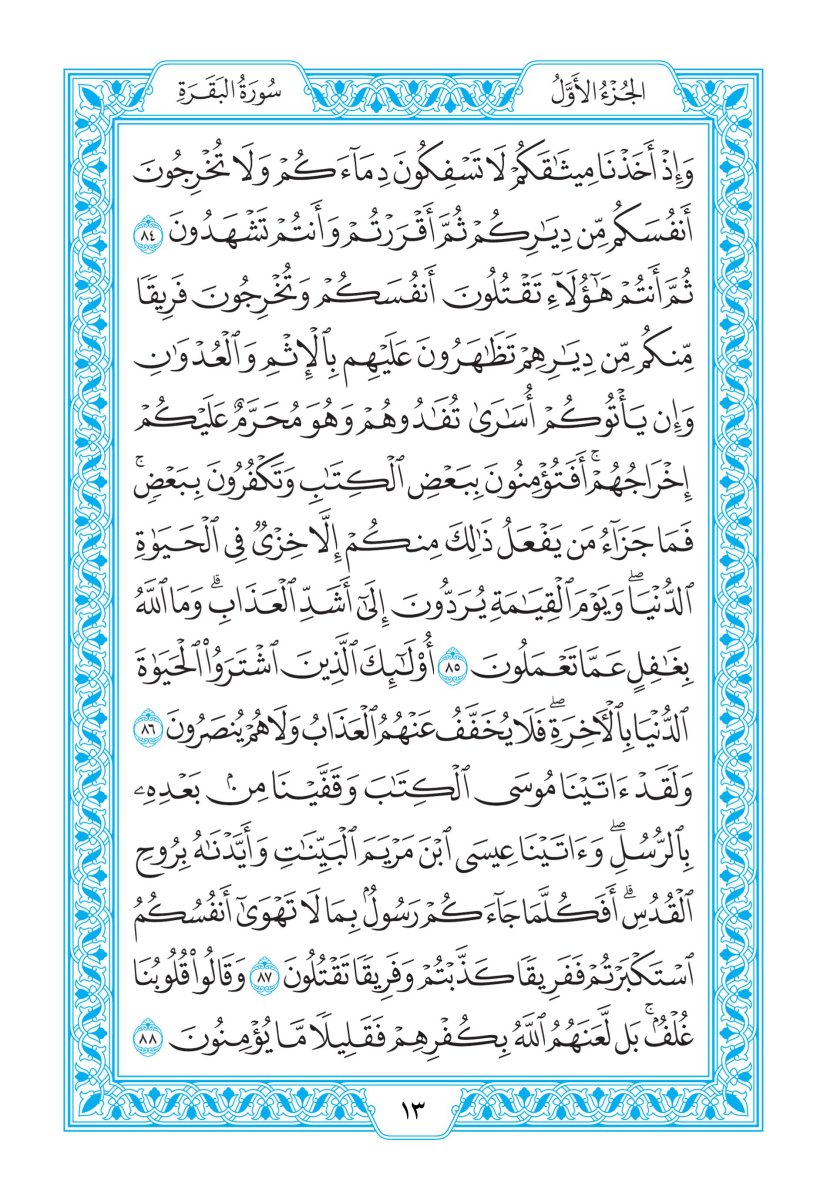 الجُزْءُ الأَوَّلُ
سُورَةُ البَقَرَةِ
وَإِذۡ أَخَذۡنَا مِيثَٰقَكُمۡ لَا تَسۡفِكُونَ دِمَآءَكُمۡ وَلَا تُخۡرِجُونَ
أَنفُسَكُم مِّن دِيَٰرِكُمۡ ثُمَّ أَقۡرَرۡتُمۡ وَأَنتُمۡ تَشۡهَدُونَ ٨٤
ثُمَّ أَنتُمۡ هَٰٓؤُلَآءِ تَقۡتُلُونَ أَنفُسَكُمۡ وَتُخۡرِجُونَ فَرِيقٗا
مِّنكُم مِّن دِيَٰرِهِمۡ تَظَٰهَرُونَ عَلَيۡهِم بِٱلۡإِثۡمِ وَٱلۡعُدۡوَٰنِ
وَإِن يَأۡتُوكُمۡ أُسَٰرَىٰ تُفَٰدُوهُمۡ وَهُوَ مُحَرَّمٌ عَلَيۡكُمۡ
إِخۡرَاجُهُمۡۚ أَفَتُؤۡمِنُونَ بِبَعۡضِ ٱلۡكِتَٰبِ وَتَكۡفُرُونَ بِبَعۡضٖۚ
فَمَا جَزَآءُ مَن يَفۡعَلُ ذَٰلِكَ مِنكُمۡ إِلَّا خِزۡيٞ فِي ٱلۡحَيَوٰةِ
ٱلدُّنۡيَاۖ وَيَوۡمَ ٱلۡقِيَٰمَةِ يُرَدُّونَ إِلَىٰٓ أَشَدِّ ٱلۡعَذَابِۗ وَمَا ٱللَّهُ
بِغَٰفِلٍ عَمَّا تَعۡمَلُونَ ٨٥ أُوْلَٰٓئِكَ ٱلَّذِينَ ٱشۡتَرَوُاْ ٱلۡحَيَوٰةَ
ٱلدُّنۡيَا بِٱلۡأٓخِرَةِۖ فَلَا يُخَفَّفُ عَنۡهُمُ ٱلۡعَذَابُ وَلَا هُمۡ يُنصَرُونَ ٨٦
وَلَقَدۡ ءَاتَيۡنَا مُوسَى ٱلۡكِتَٰبَ وَقَفَّيۡنَا مِنۢ بَعۡدِهِۦ
بِٱلرُّسُلِۖ وَءَاتَيۡنَا عِيسَى ٱبۡنَ مَرۡيَمَ ٱلۡبَيِّنَٰتِ وَأَيَّدۡنَٰهُ بِرُوحِ
ٱلۡقُدُسِۗ أَفَكُلَّمَا جَآءَكُمۡ رَسُولُۢ بِمَا لَا تَهۡوَىٰٓ أَنفُسُكُمُ
ٱسۡتَكۡبَرۡتُمۡ فَفَرِيقٗا كَذَّبۡتُمۡ وَفَرِيقٗا تَقۡتُلُونَ ٨٧ وَقَالُواْ قُلُوبُنَا
غُلۡفُۢۚ بَل لَّعَنَهُمُ ٱللَّهُ بِكُفۡرِهِمۡ فَقَلِيلٗا مَّا يُؤۡمِنُونَ ٨٨
١٣